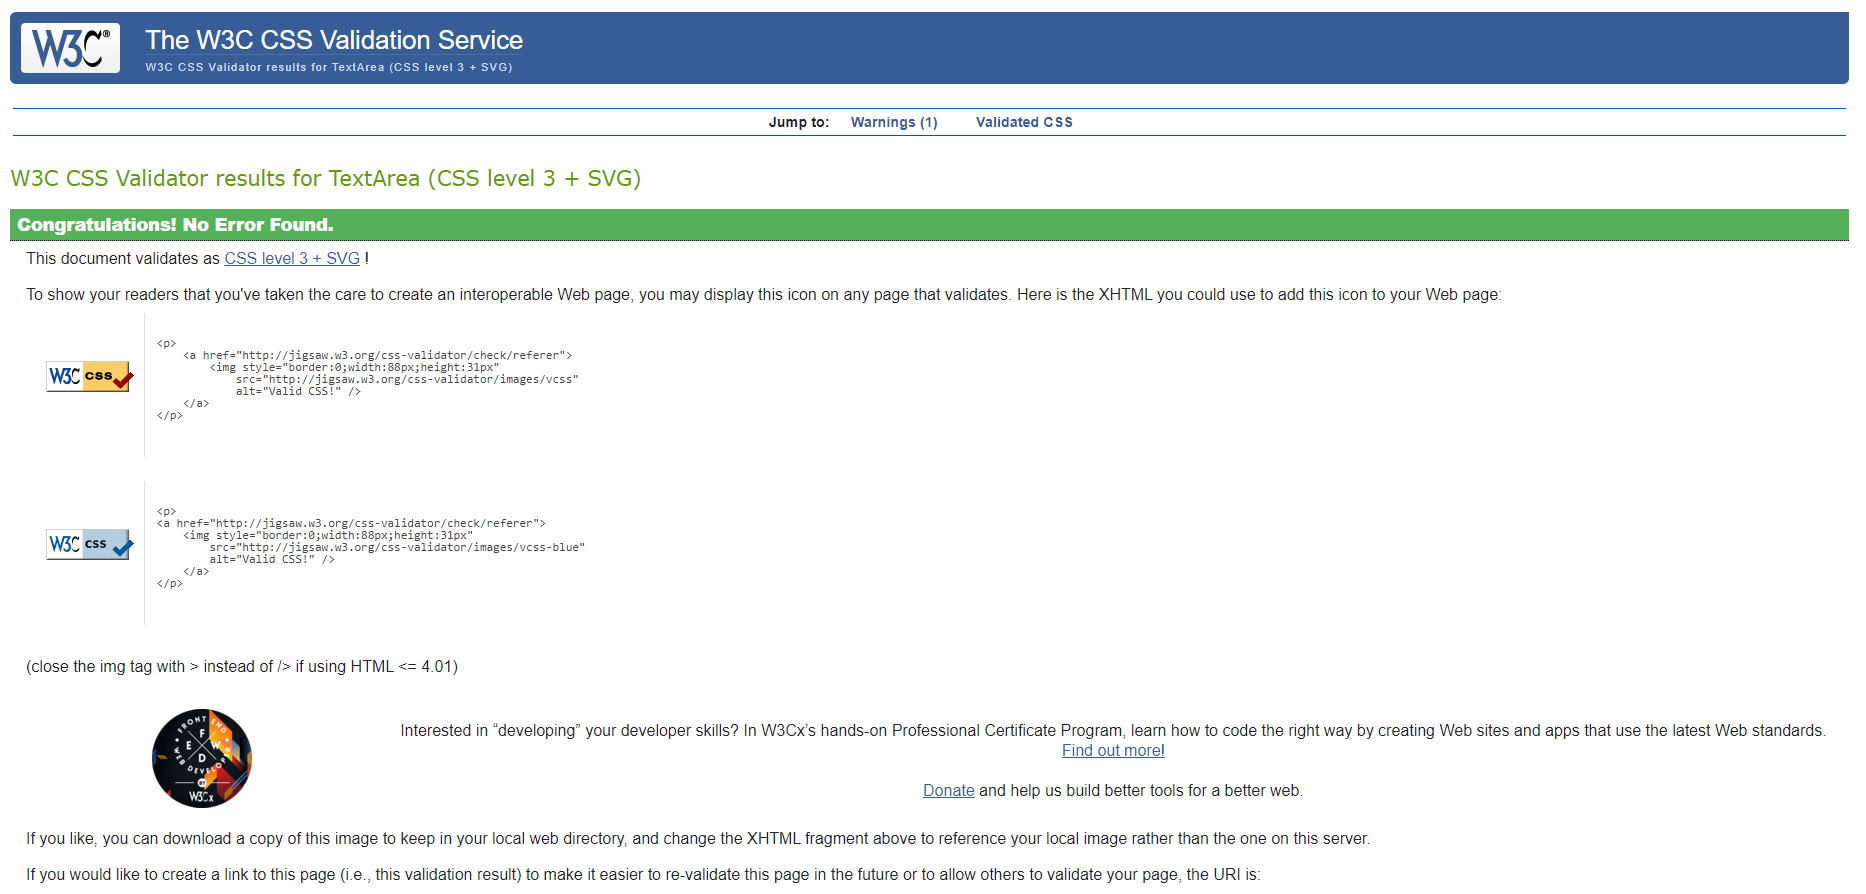 W3C®
The W3C CSS Validation Service
W3C CSS Validator results for TextArea (CSS level 3 + SVG)
Jump to: Warnings (1) Validated CSS
W3C CSS Validator results for TextArea (CSS level 3 + SVG)
Congratulations! No Error Found.
This document validates as CSS level 3 + SVG !
To show your readers that you've taken the care to create an interoperable Web page, you may display this icon on any page that validates. Here is the XHTML you could use to add this icon to your Web page:
W3C css
<p>
<a href="http://jigsaw.w3.org/css-validator/check/referer">
<img style="border:0;width:88px;height:31px"
src="http://jigsaw.w3.org/css-validator/images/vcss"
alt="Valid CSS!" />
</a>
</p>
W3C css
<p>
<a href="http://jigsaw.w3.org/css-validator/check/referer">
<img style="border:0;width:88px;height:31px"
src="http://jigsaw.w3.org/css-validator/images/vcss-blue"
alt="Valid CSS!" />
</a>
</p>
(close the img tag with > instead of /> if using HTML <= 4.01)
FRONT END
F
E W
D
WEB DEVELOPER
BY
W3Cx
Interested in “developing” your developer skills? In W3Cx’s hands-on Professional Certificate Program, learn how to code the right way by creating Web sites and apps that use the latest Web standards.
Find out more!
Donate and help us build better tools for a better web.
If you like, you can download a copy of this image to keep in your local web directory, and change the XHTML fragment above to reference your local image rather than the one on this server.
If you would like to create a link to this page (i.e., this validation result) to make it easier to re-validate this page in the future or to allow others to validate your page, the URI is: